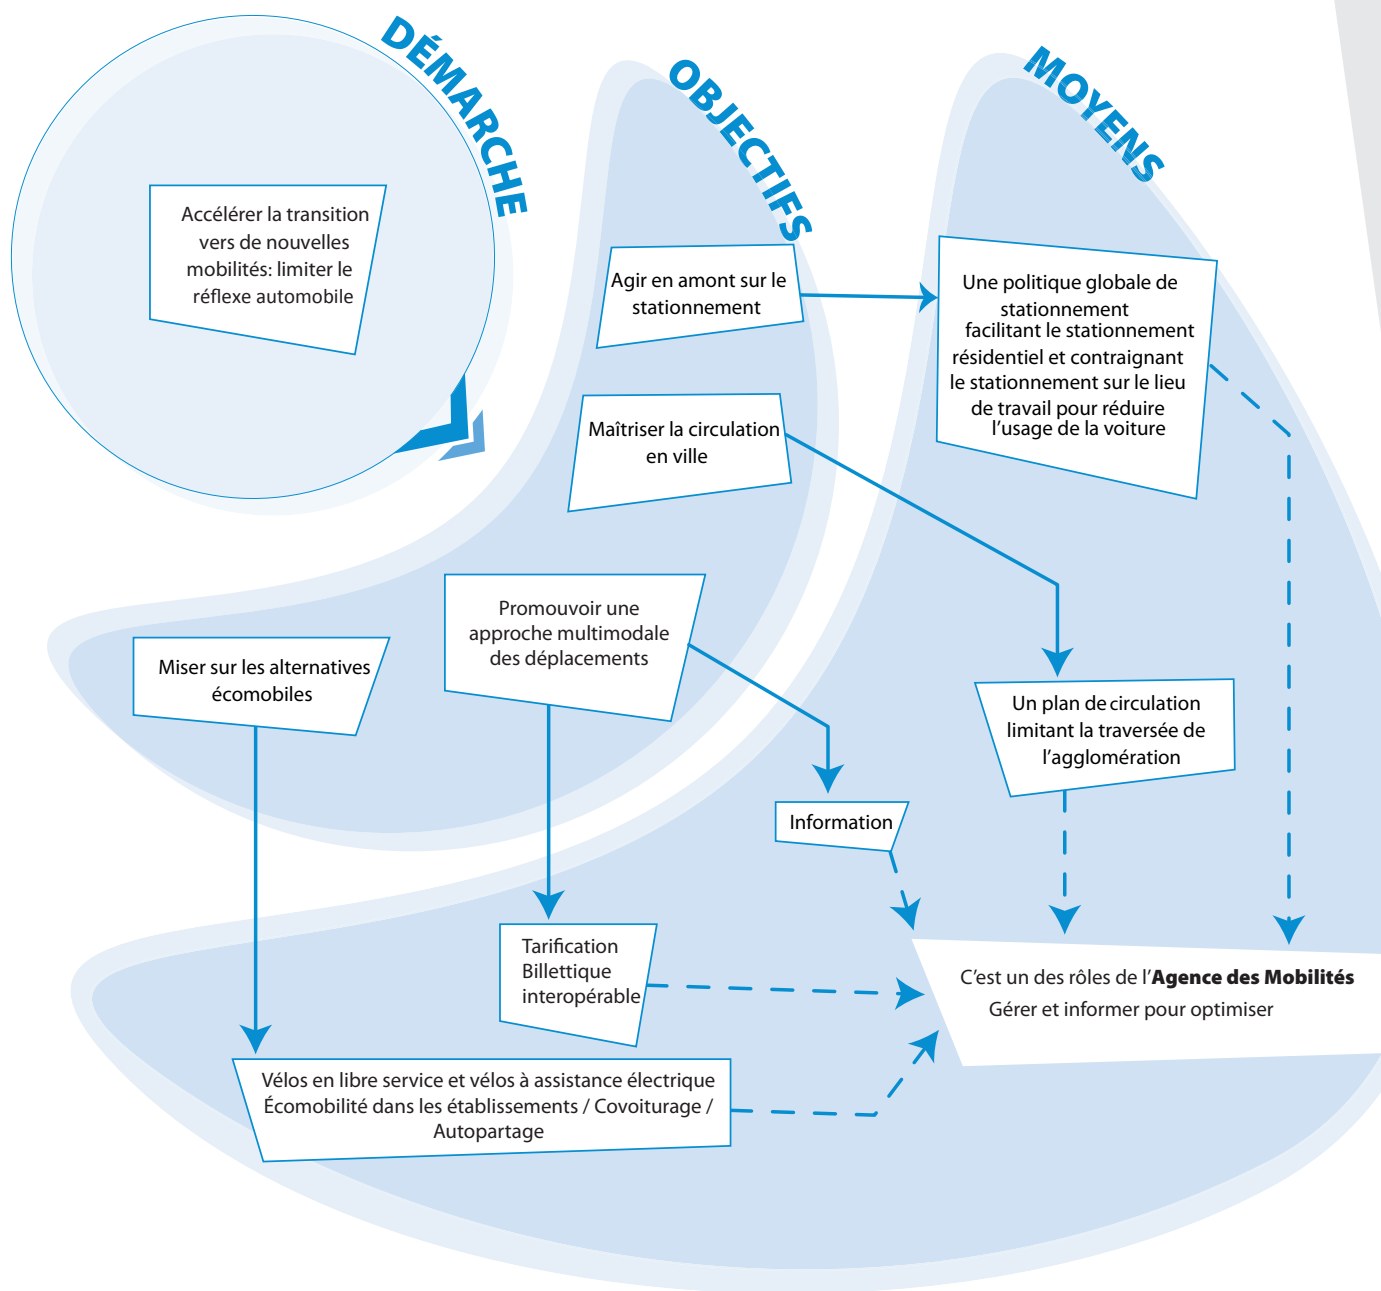 DÉMARCHE
Accélérer la transition
vers de nouvelles
mobilités: limiter le
réflexe automobile
OBJECTIFS
Agir en amont sur le
stationnement
Maîtriser la circulation
en ville
Promouvoir une
approche multimodale
des déplacements
Miser sur les alternatives
écomobiles
MOYENS
Une politique globale de
stationnement
facilitant le stationnement
résidentiel et contraignant
le stationnement sur le lieu
de travail pour réduire
l'usage de la voiture
Un plan de circulation
limitant la traversée de
l'agglomération
Information
Tarification
Billettique
interopérable
C'est un des rôles de l'Agence des Mobilités
Gérer et informer pour optimiser
Vélos en libre service et vélos à assistance électrique
Écomobilité dans les établissements / Covoiturage /
Autopartage